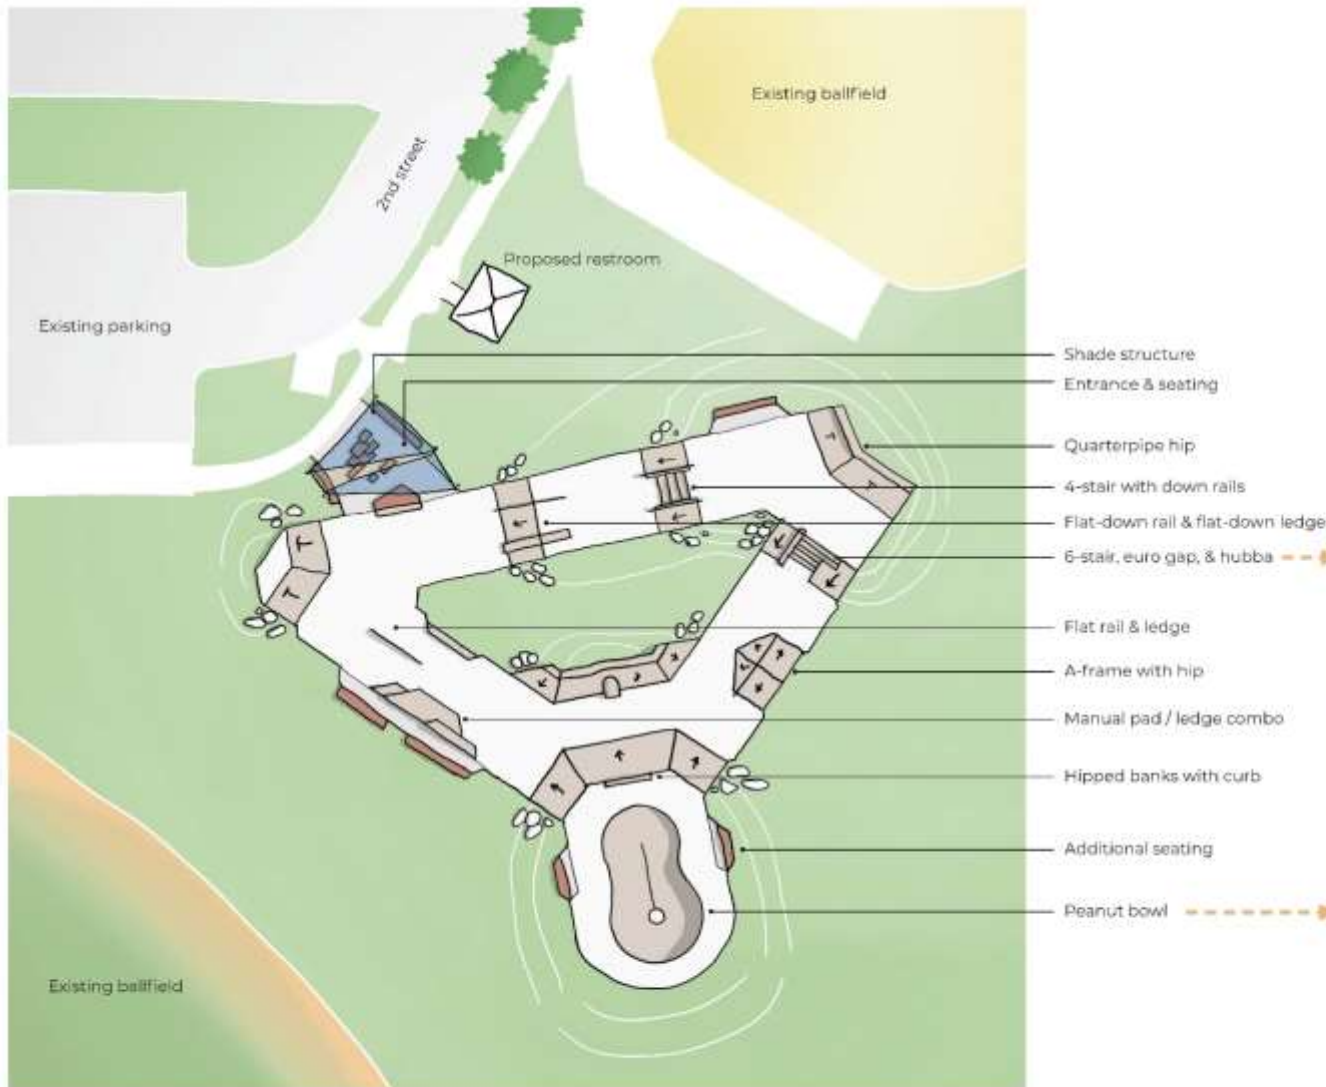 Existing ballfield
2nd street
Proposed restroom
Existing parking
Shade structure
Entrance & seating
Quarterpipe hip
4-stair with down rails
Flat-down rail & flat-down ledge
6-stair, euro gap, & hubba
Flat rail & ledge
A-frame with hip
Manual pad / ledge combo
Hipped banks with curb
Additional seating
Peanut bowl
Existing ballfield